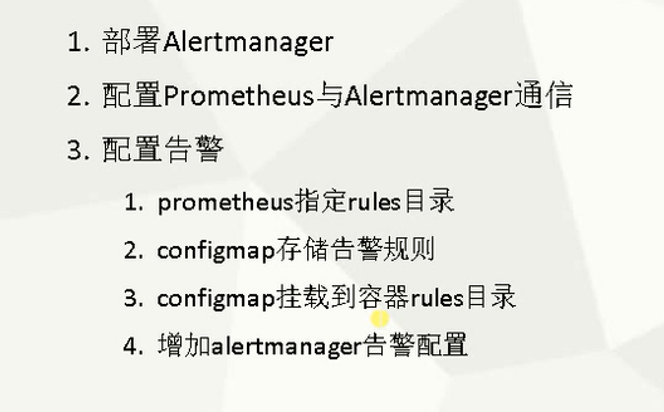 1. 部署Alertmanager
2. 配置Prometheus与Alertmanager通信
3. 配置告警
1. prometheus指定rules目录
2. configmap存储告警规则
3. configmap挂载到容器rules目录
4. 增加alertmanager告警配置